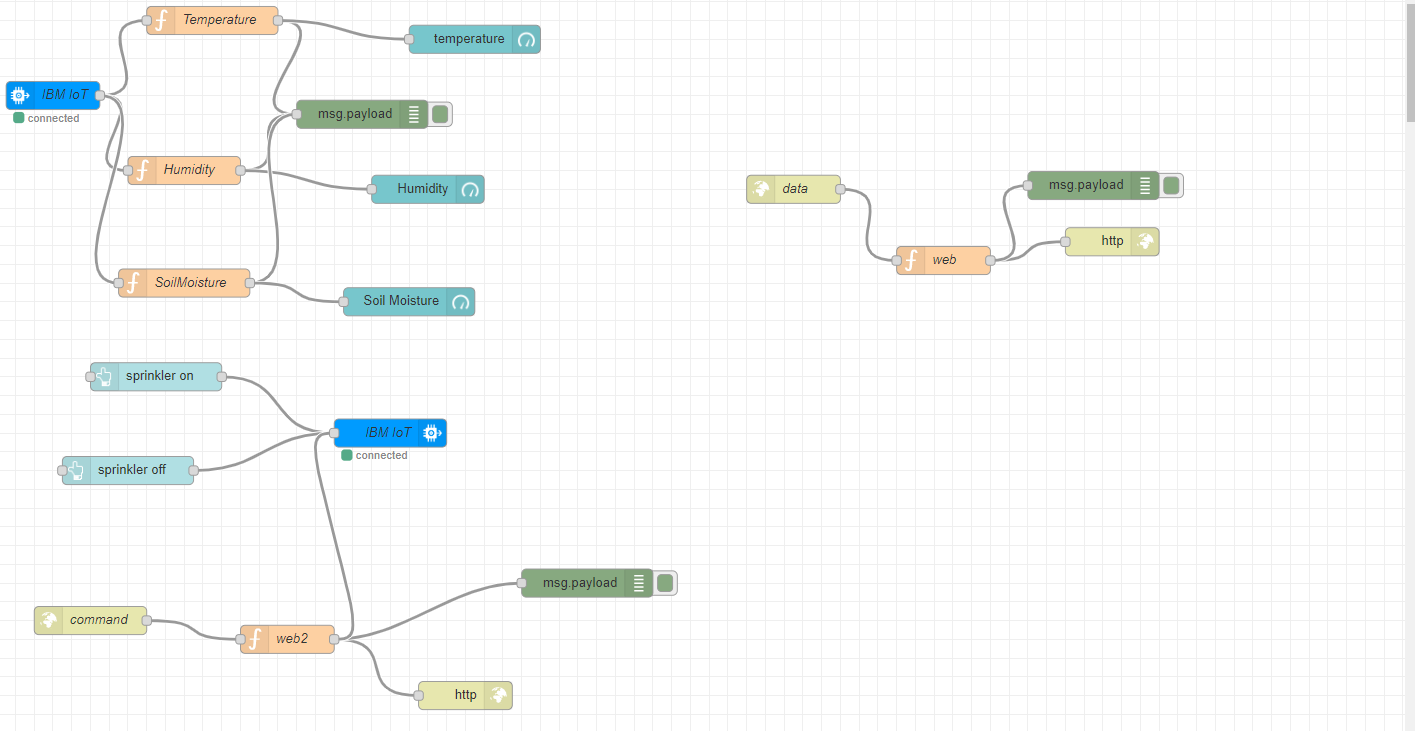 Temperature
temperature
IBM IoT
connected
msg.payload
Humidity
Humidity
SoilMoisture
Soil Moisture
data
msg.payload
http
web
sprinkler on
IBM IoT
connected
sprinkler off
msg.payload
command
web2
http